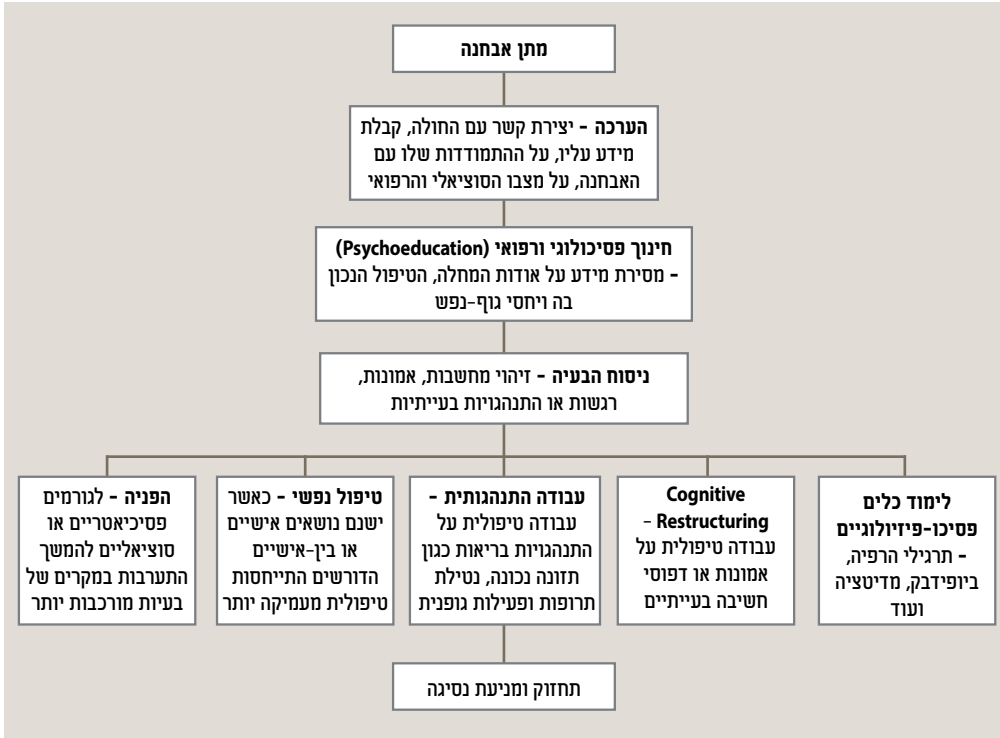 מתן אבחנה
הערכה - יצירת קשר עם החולה, קבלת
מידע עליו, על ההתמודדות שלו עם
האבחנה, על מצבו הסוציאלי והרפואי
חינוך פסיכולוגי ורפואי (Psychoeducation)
- מסירת מידע על אודות המחלה, הטיפול הנכון
בה ויחסי גוף-נפש
ניסוח הבעיה - זיהוי מחשבות, אמונות,
רגשות או התנהגויות בעייתיות
לימוד כלים
פסיכו-פיזיולוגיים
- תרגילי הרפיה,
ביופידבק, מדיטציה
ועוד
Cognitive
Restructuring -
עבודה טיפולית על
אמונות או דפוסי
חשיבה בעייתיים
עבודה התנהגותית -
עבודה טיפולית על
התנהגויות בריאות כגון
תזונה נכונה, נטילת
תרופות ופעילות גופנית
טיפול נפשי - כאשר
ישנם נושאים אישיים
או בין-אישיים
הדורשים התייחסות
טיפולית מעמיקה יותר
הפניה - לגורמים
פסיכיאטריים או
סוציאליים להמשך
התערבות במקרים של
בעיות מורכבות יותר
תחזוק ומניעת נסיגה